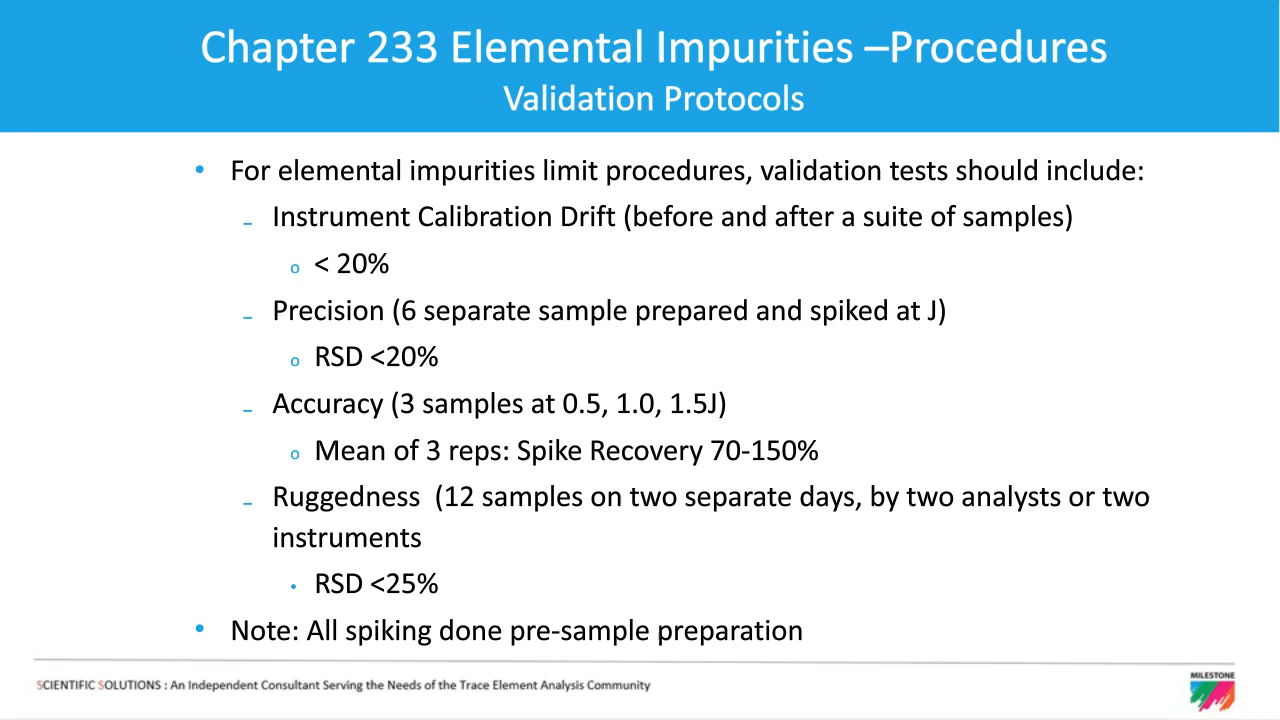 Chapter 233 Elemental Impurities –Procedures
Validation Protocols
• For elemental impurities limit procedures, validation tests should include:
– Instrument Calibration Drift (before and after a suite of samples)
o < 20%
– Precision (6 separate sample prepared and spiked at J)
o RSD <20%
– Accuracy (3 samples at 0.5, 1.0, 1.5J)
o Mean of 3 reps: Spike Recovery 70-150%
– Ruggedness (12 samples on two separate days, by two analysts or two
instruments
• RSD <25%
• Note: All spiking done pre-sample preparation
SCIENTIFIC SOLUTIONS : An Independent Consultant Serving the Needs of the Trace Element Analysis Community
MILESTONE